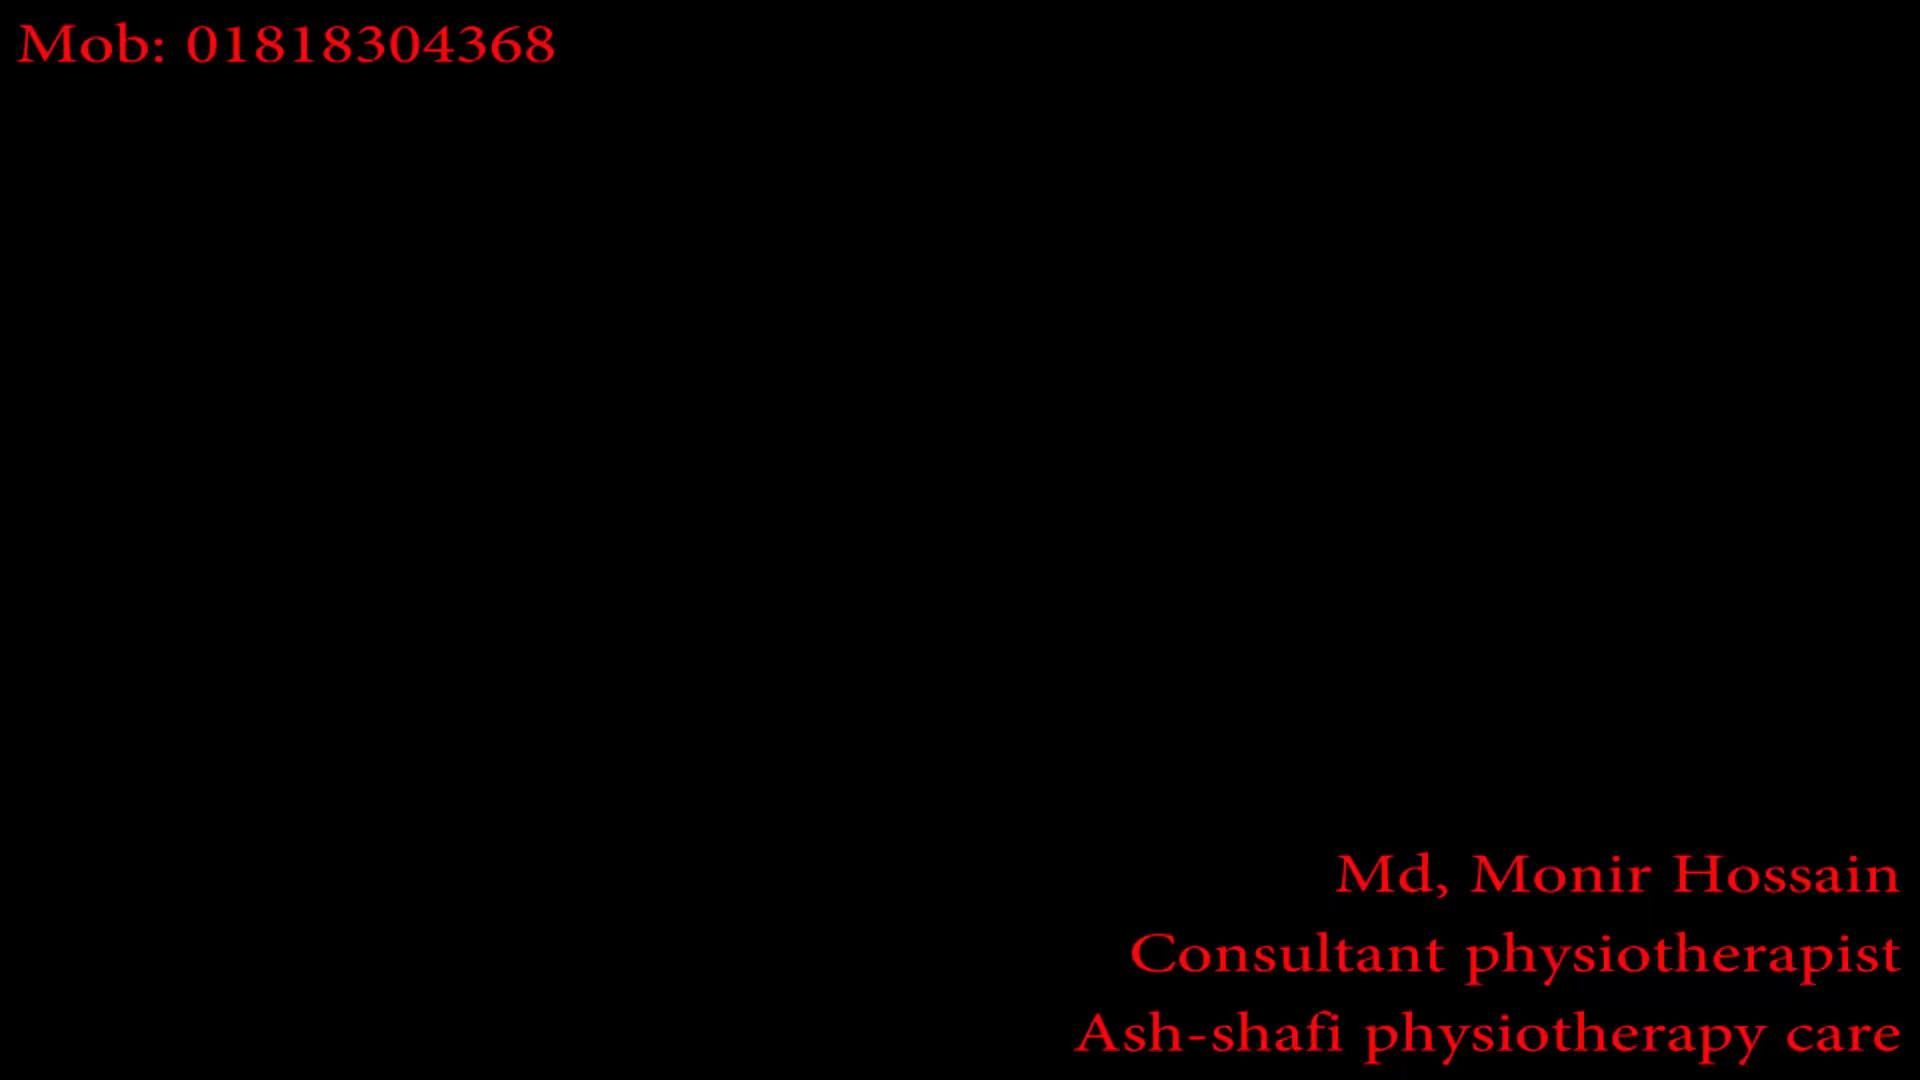 Mob: 01818304368
Md, Monir Hossain
Consultant physiotherapist
Ash-shafi physiotherapy care